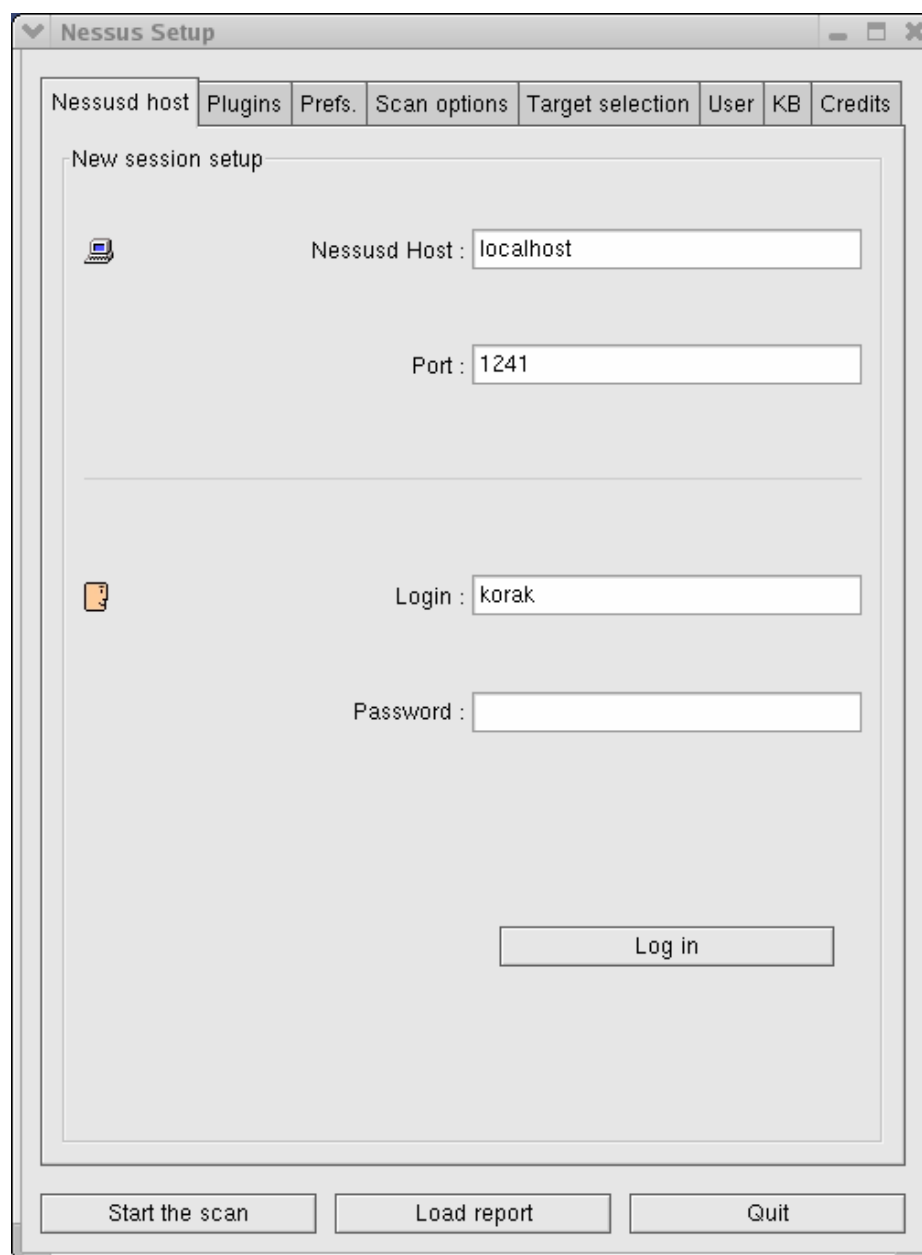 Nessus Setup
Nessusd host Plugins Prefs. Scan options Target selection User KB Credits
New session setup
Nessusd Host : localhost
Port : 1241
Login : korak
Password :
Log in
Start the scan Load report Quit